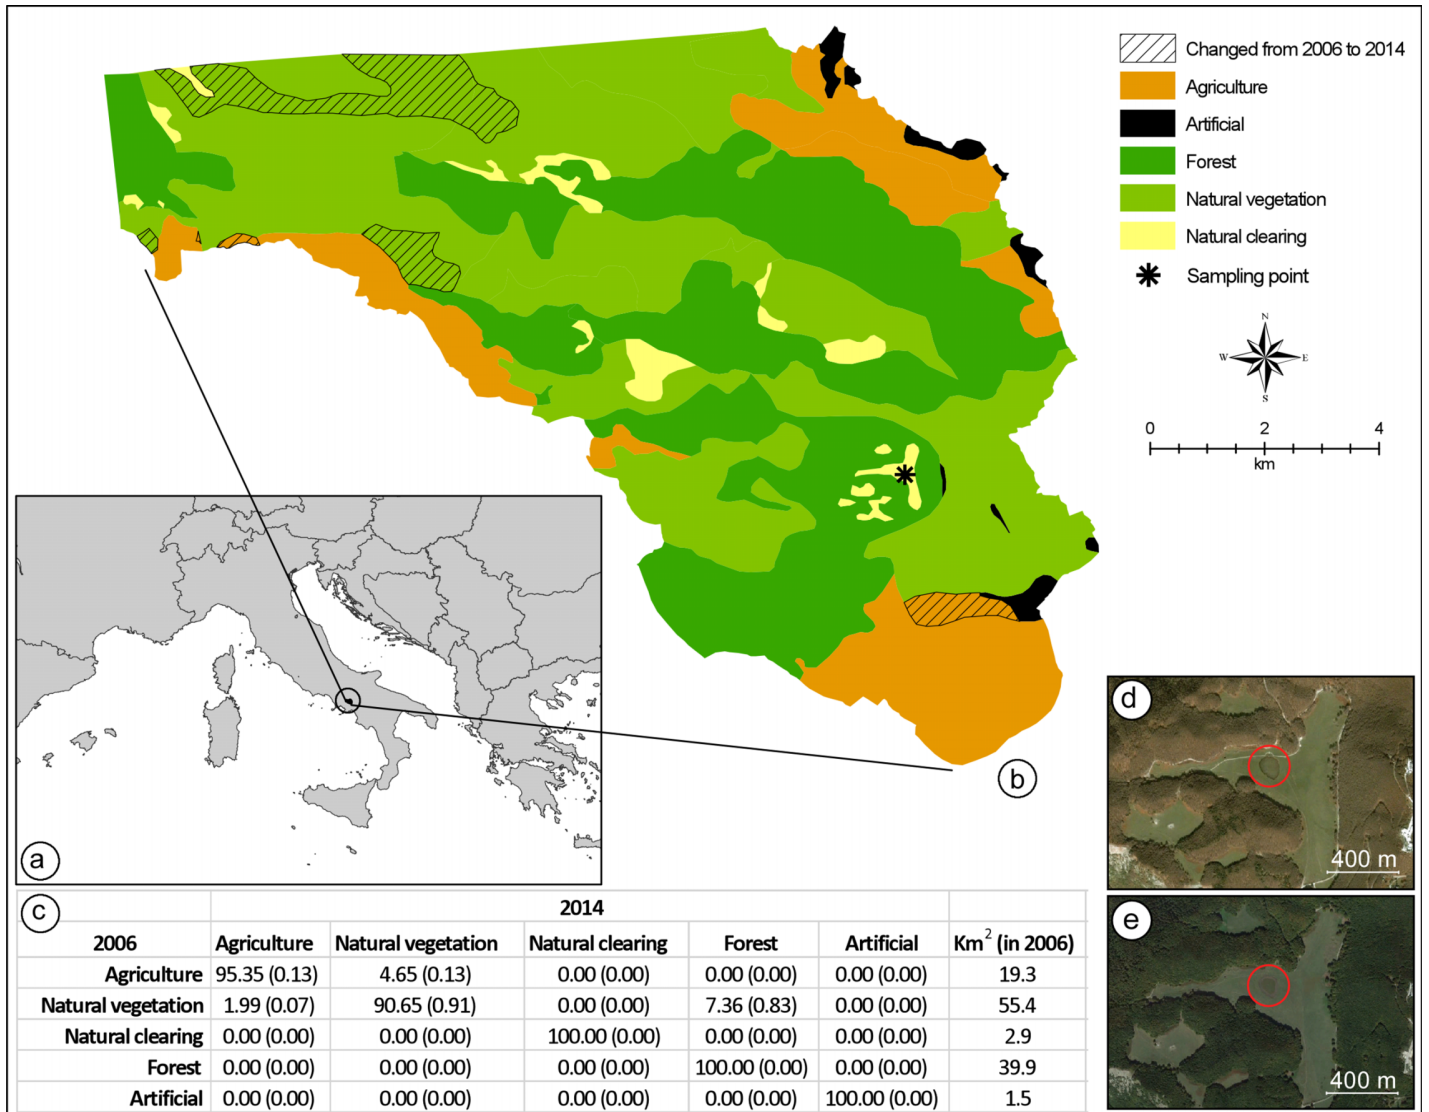 Changed from 2006 to 2014
Agriculture
Artificial
Forest
Natural vegetation
Natural clearing
Sampling point
N
W E
S
0 2 4
km
a
b
c
2014
2006 Agriculture Natural vegetation Natural clearing Forest Artificial Km² (in 2006)
Agriculture 95.35 (0.13) 4.65 (0.13) 0.00 (0.00) 0.00 (0.00) 0.00 (0.00) 19.3
Natural vegetation 1.99 (0.07) 90.65 (0.91) 0.00 (0.00) 7.36 (0.83) 0.00 (0.00) 55.4
Natural clearing 0.00 (0.00) 0.00 (0.00) 100.00 (0.00) 0.00 (0.00) 0.00 (0.00) 2.9
Forest 0.00 (0.00) 0.00 (0.00) 0.00 (0.00) 100.00 (0.00) 0.00 (0.00) 39.9
Artificial 0.00 (0.00) 0.00 (0.00) 0.00 (0.00) 0.00 (0.00) 100.00 (0.00) 1.5
d
400 m
e
400 m